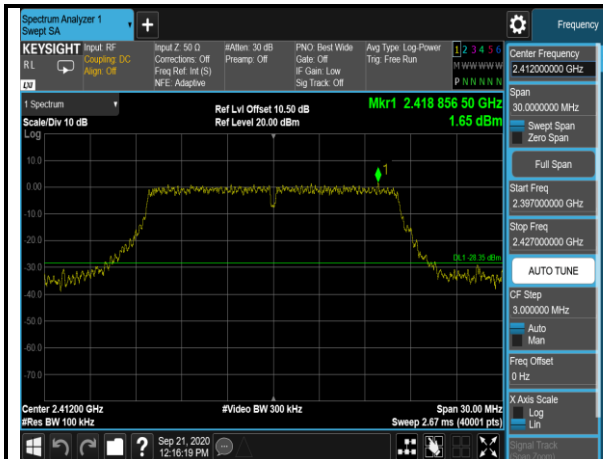 Spectrum Analyzer 1
Swept SA
+
Frequency
KEYSIGHT
RL
LXI
Input: RF
Coupling: DC
Align: Off
Input Z: 50 Ω
Corrections: Off
Freq Ref: Int (S)
NFE: Adaptive
#Atten: 30 dB
Preamp: Off
PNO: Best Wide
Gate: Off
IF Gain: Low
Sig Track: Off
Avg Type: Log-Power
Trig: Free Run
1 2 3 4 5 6
M W W W W W
P N N N N N
1 Spectrum
Scale/Div 10 dB
Log
Ref Lvl Offset 10.50 dB
Ref Level 20.00 dBm
Mkr1 2.418 856 50 GHz
1.65 dBm
10.0
0.00
-10.0
-20.0
-30.0
-40.0
-50.0
-60.0
-70.0
1
DL1 -28.35 dBm
Center 2.41200 GHz
#Res BW 100 kHz
#Video BW 300 kHz
Span 30.00 MHz
Sweep 2.67 ms (40001 pts)
Center Frequency
2.412000000 GHz
Span
30.0000000 MHz
Swept Span
Zero Span
Full Span
Start Freq
2.397000000 GHz
Stop Freq
2.427000000 GHz
AUTO TUNE
CF Step
3.000000 MHz
Auto
Man
Freq Offset
0 Hz
X Axis Scale
Log
Lin
Signal Track
(Span Zoom)
?
Sep 21, 2020
12:16:19 PM